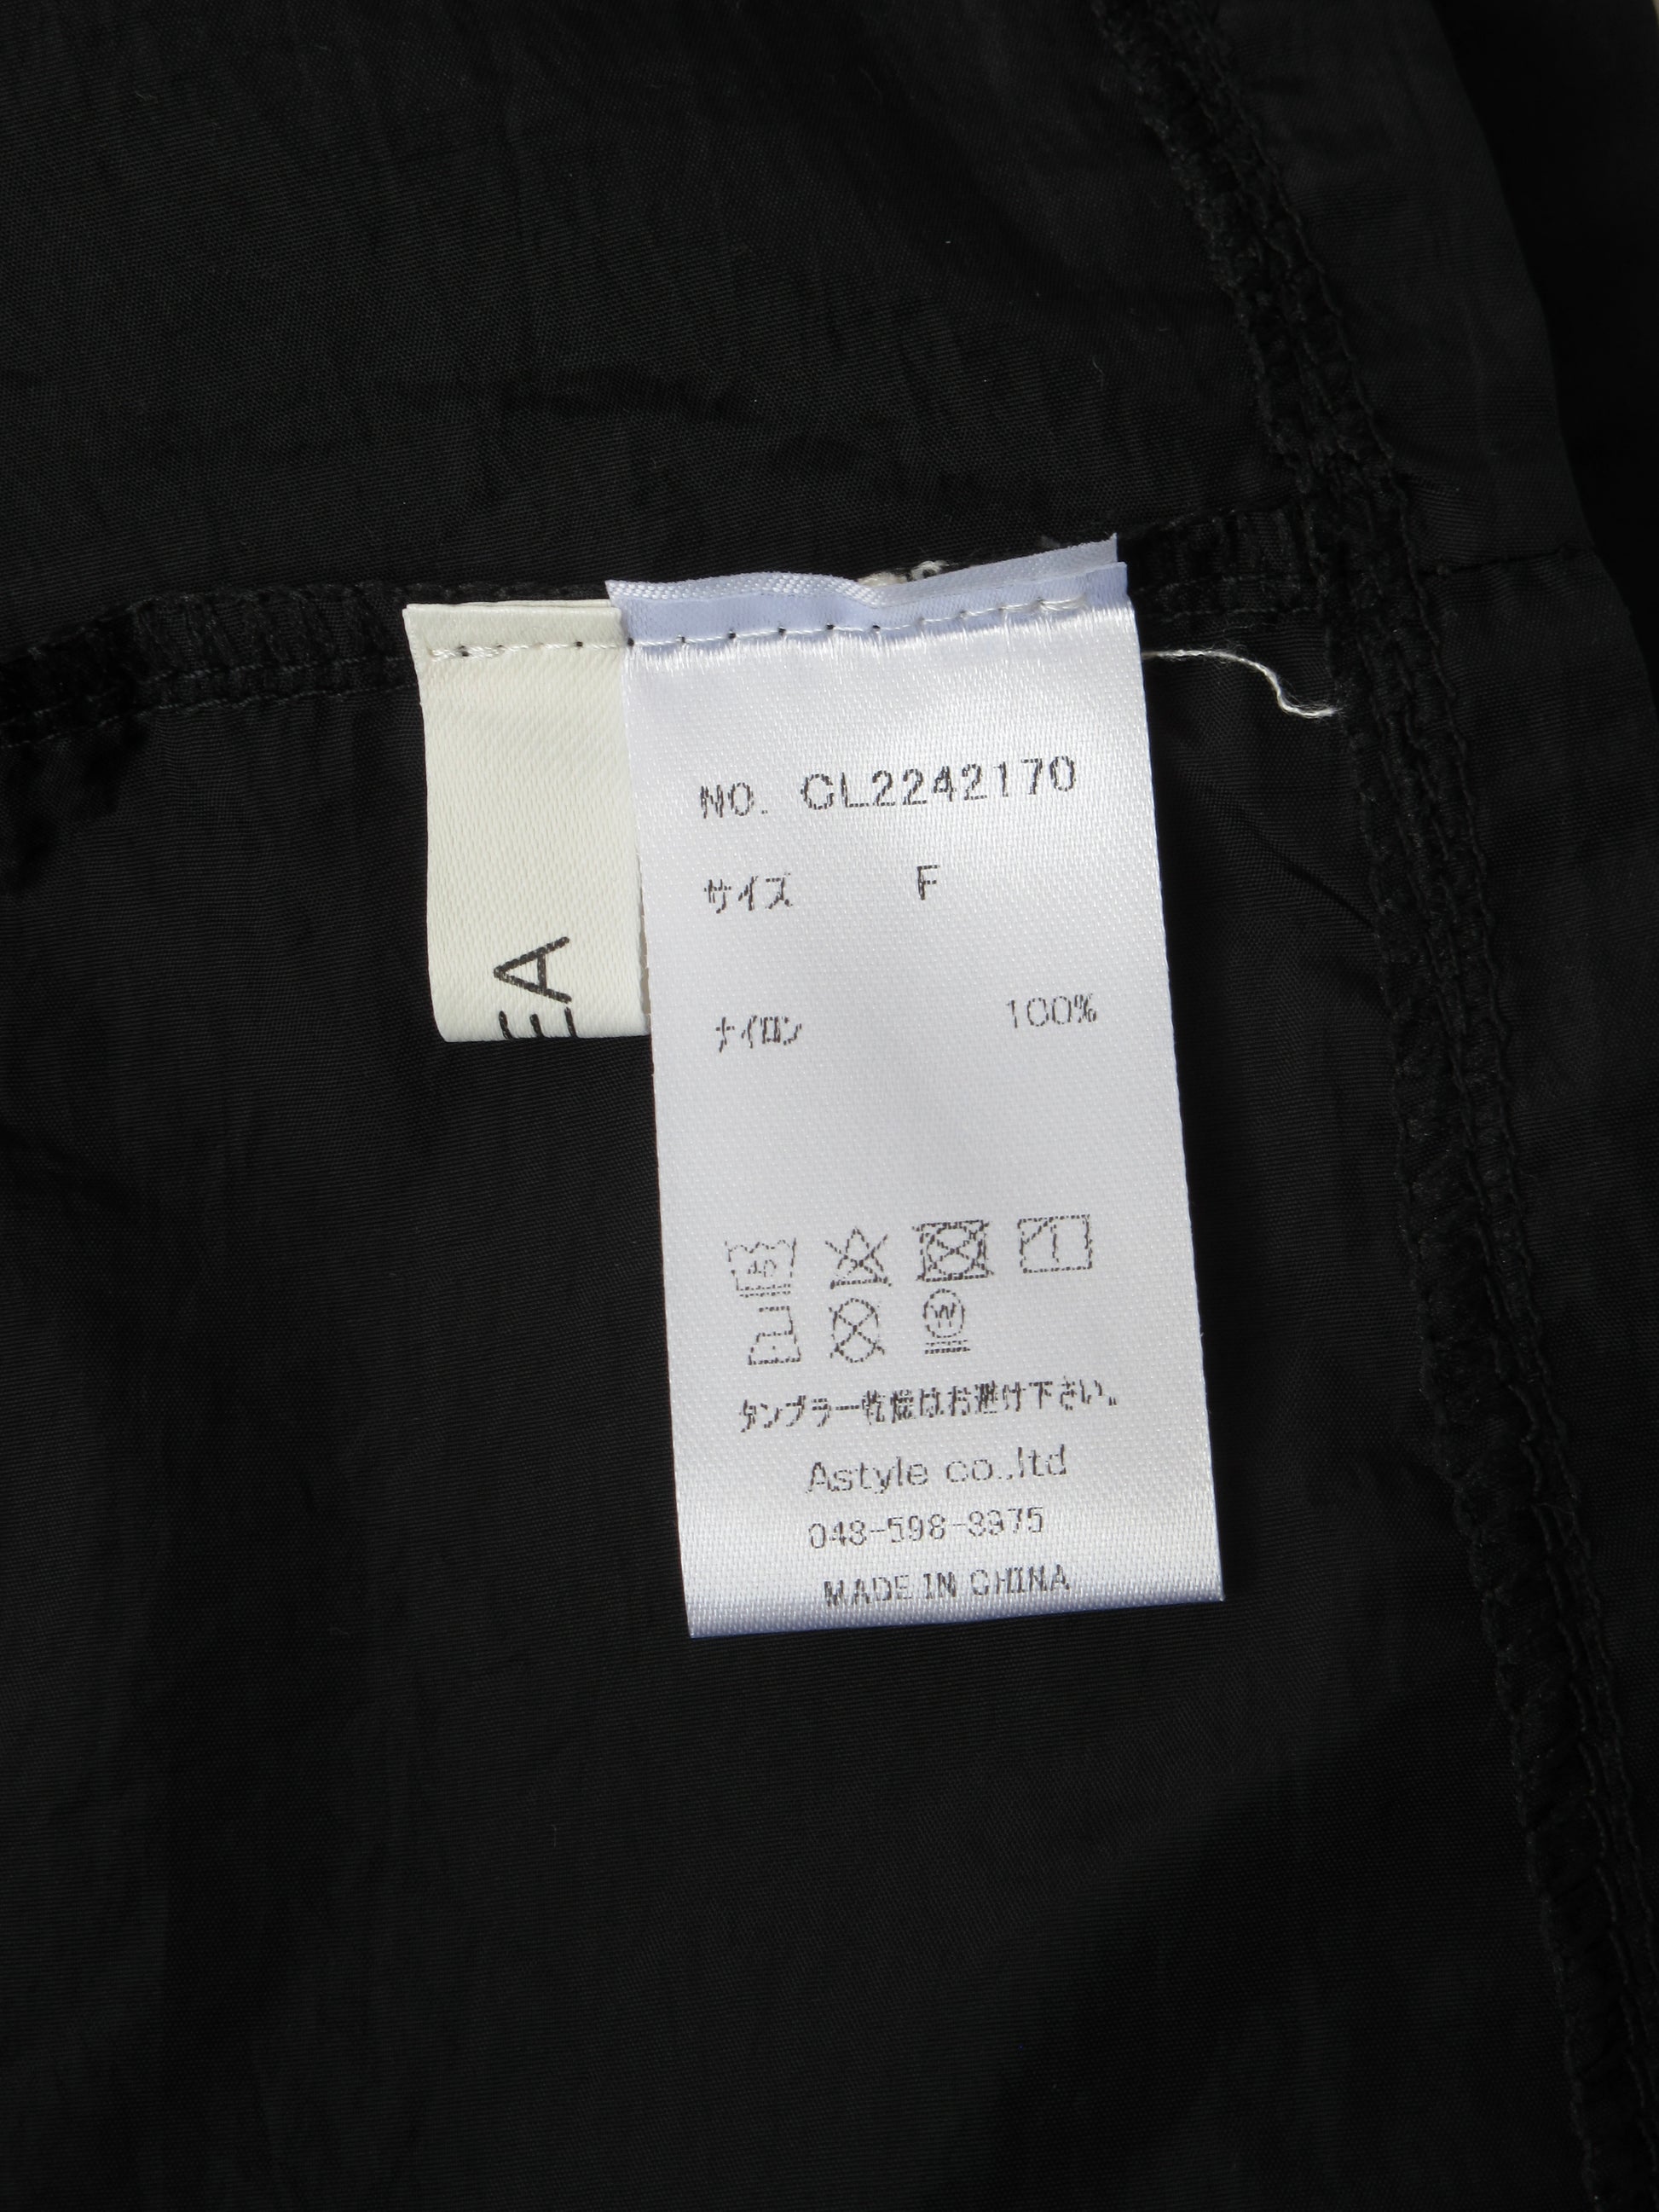 NO. CL2242170
サイズ F
ナイロン 100%
タンブラー乾燥はお避け下さい。
Astyle co.,ltd
048-598-8975
MADE IN CHINA
EA